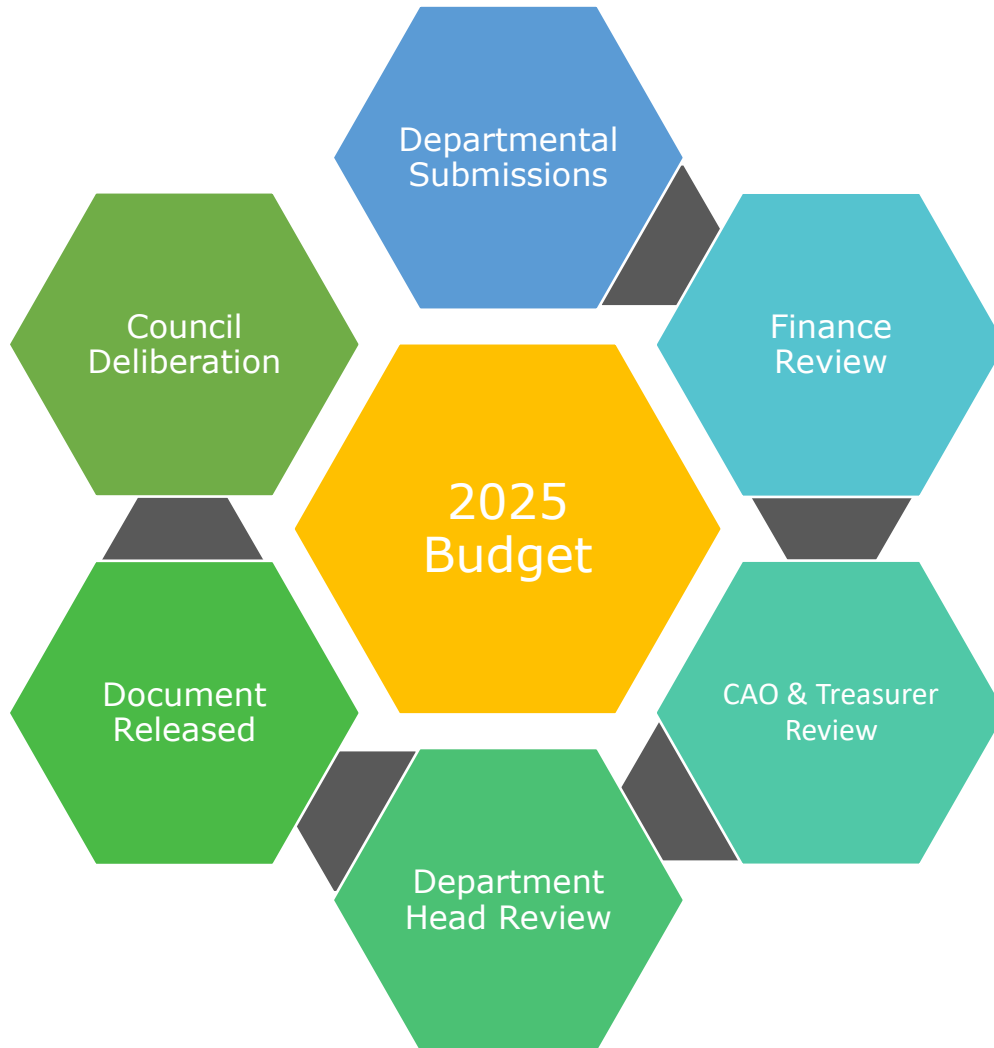 Departmental
Submissions
Finance
Review
CAO & Treasurer
Review
Department
Head Review
Document
Released
Council
Deliberation
2025
Budget